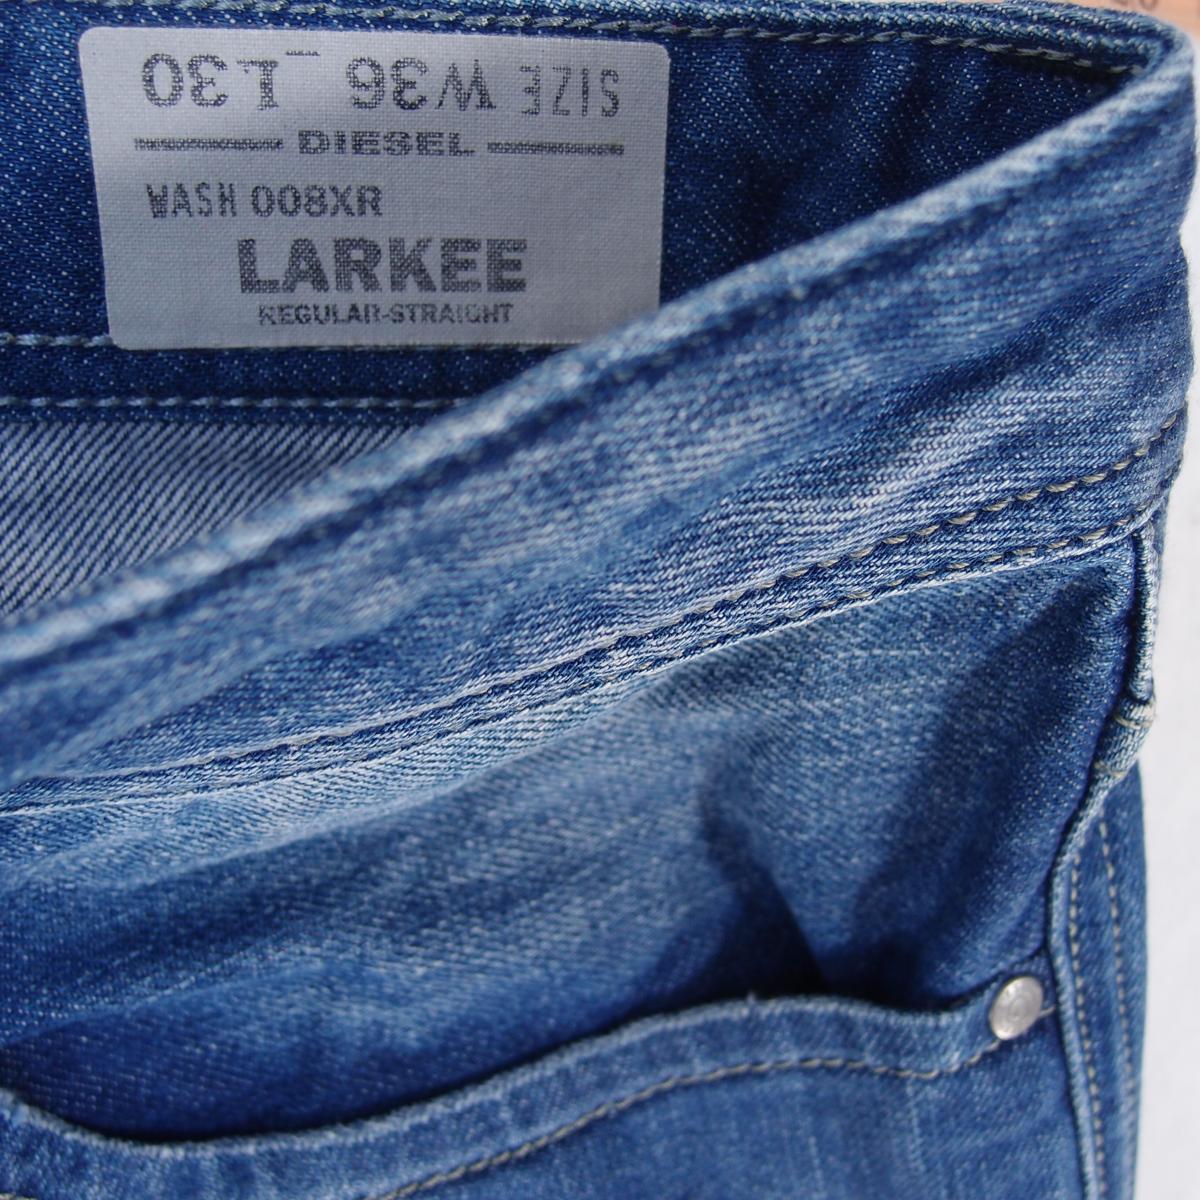 SIZE W36 L30
DIESEL
WASH 008XR
LARKEE
REGULAR-STRAIGHT